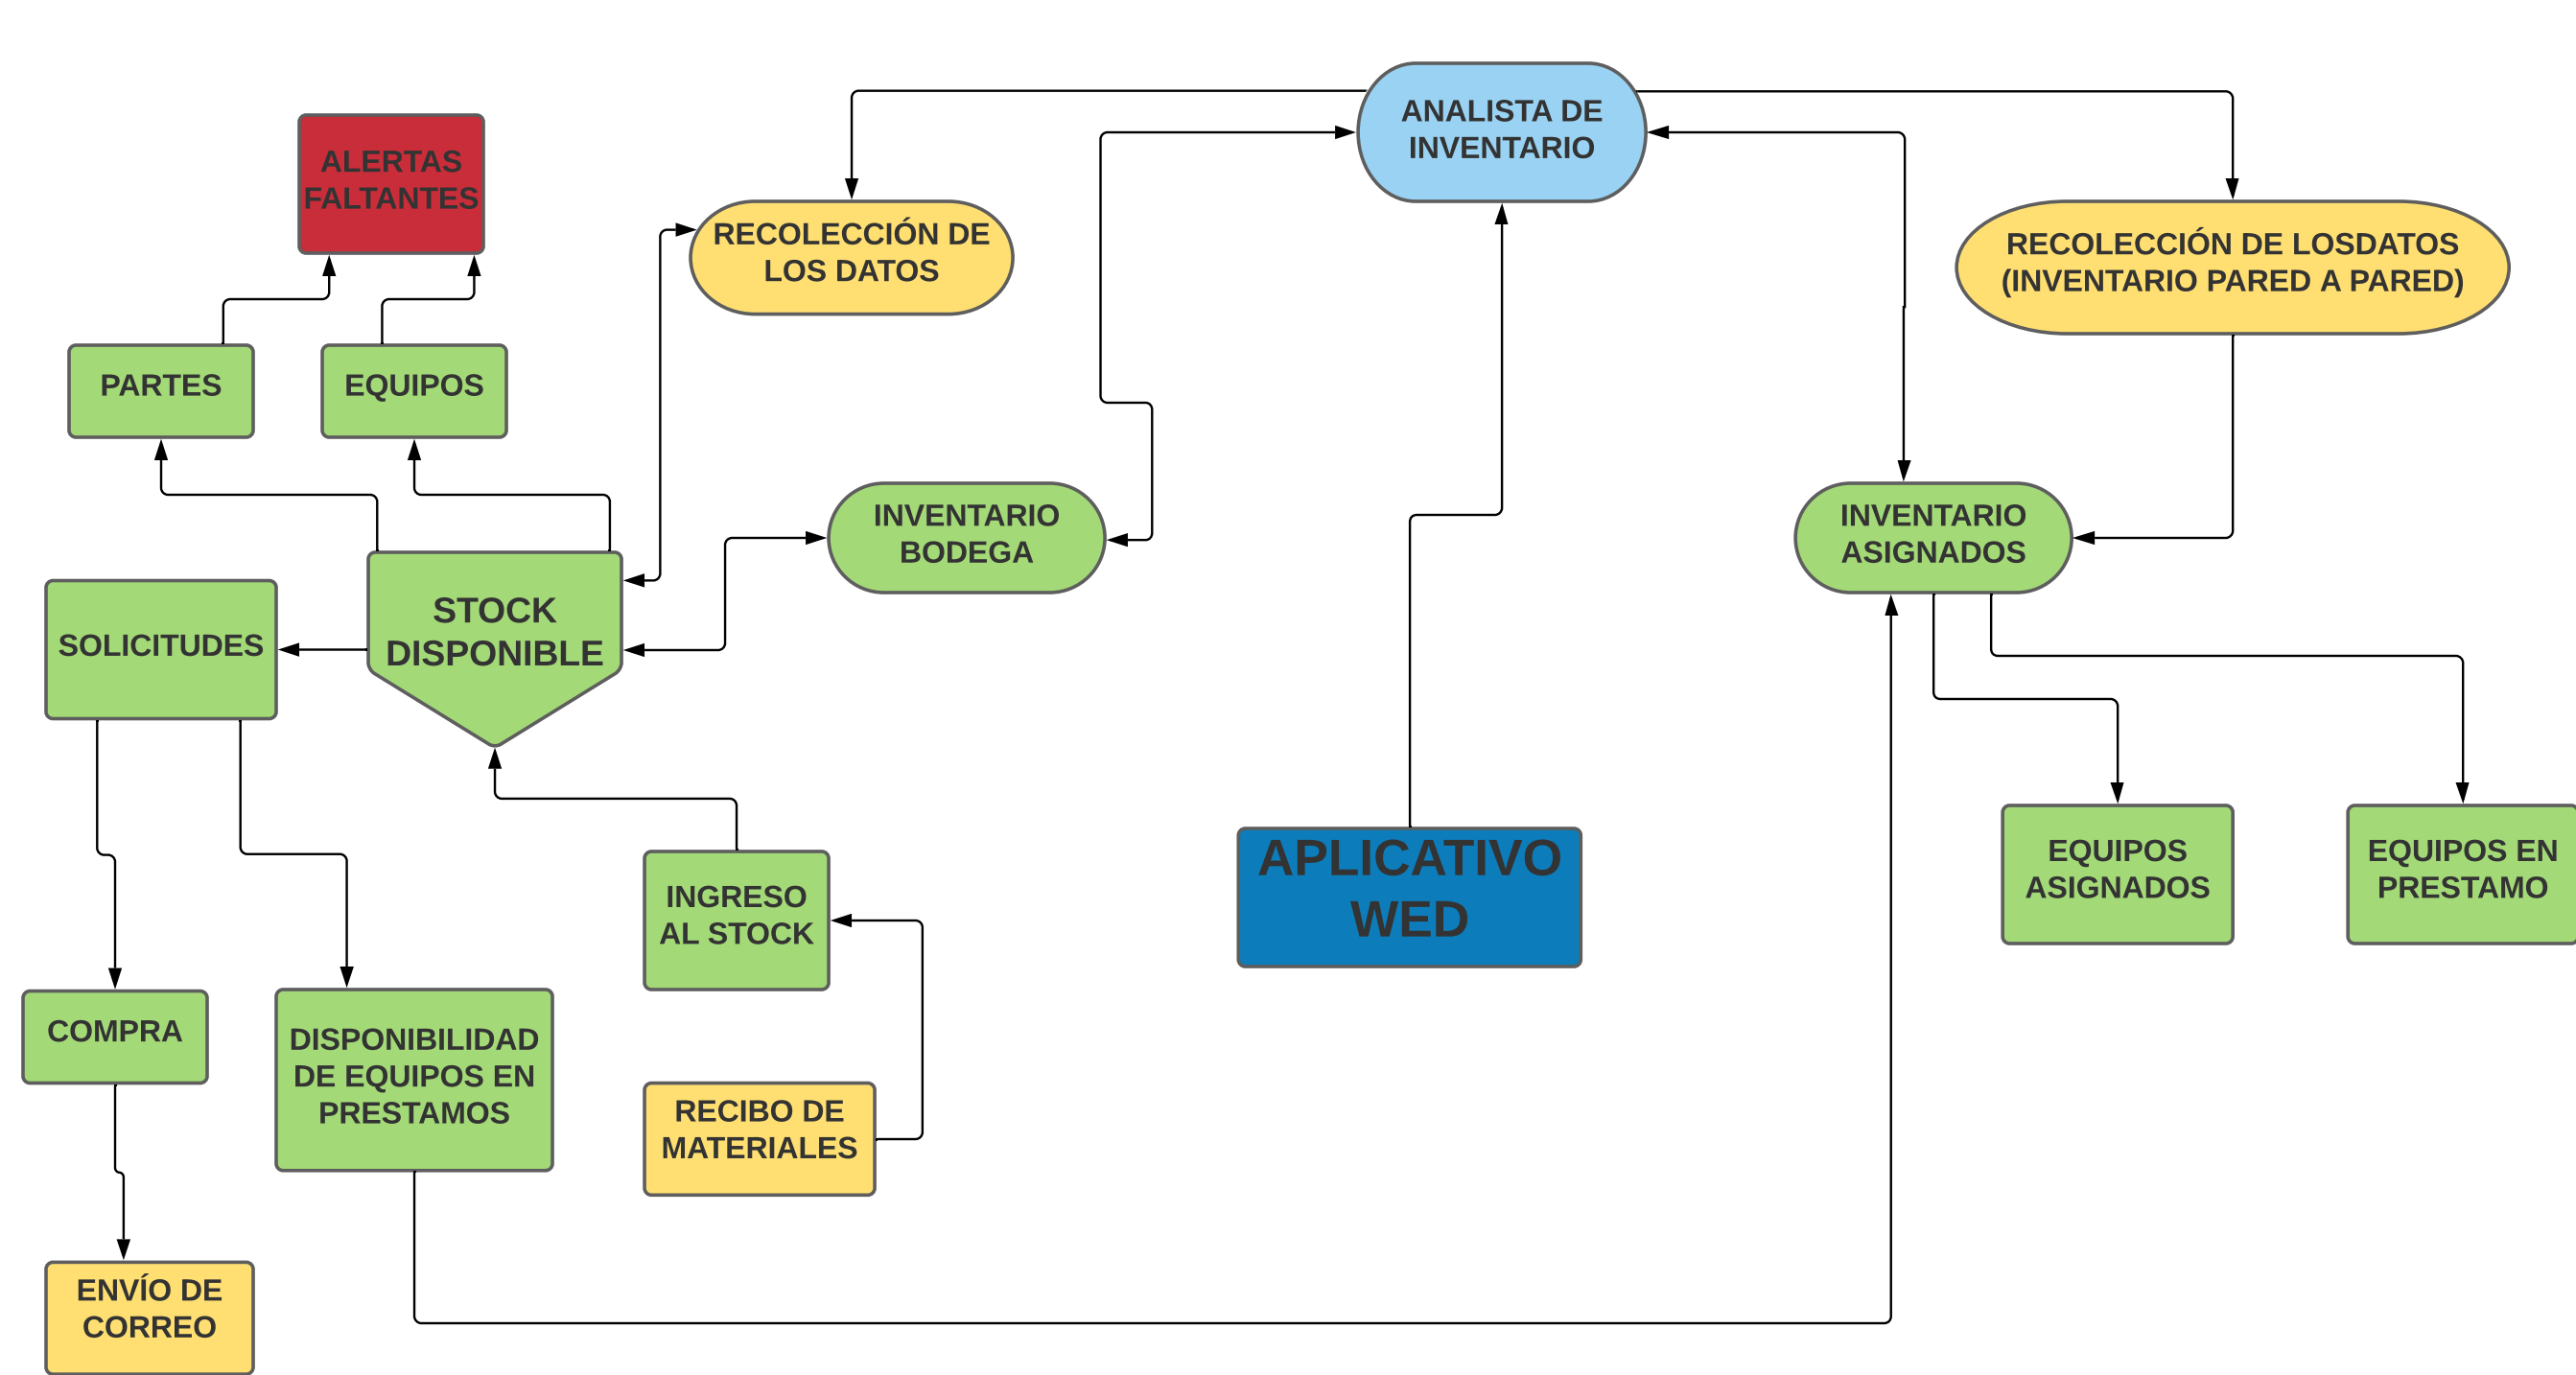 ANALISTA DE
INVENTARIO
ALERTAS
FALTANTES
RECOLECCIÓN DE
LOS DATOS
RECOLECCIÓN DE LOSDATOS
(INVENTARIO PARED A PARED)
PARTES
EQUIPOS
INVENTARIO
BODEGA
INVENTARIO
ASIGNADOS
STOCK
DISPONIBLE
SOLICITUDES
APLICATIVO
WED
EQUIPOS
ASIGNADOS
EQUIPOS EN
PRESTAMO
INGRESO
AL STOCK
COMPRA
DISPONIBILIDAD
DE EQUIPOS EN
PRESTAMOS
RECIBO DE
MATERIALES
ENVÍO DE
CORREO